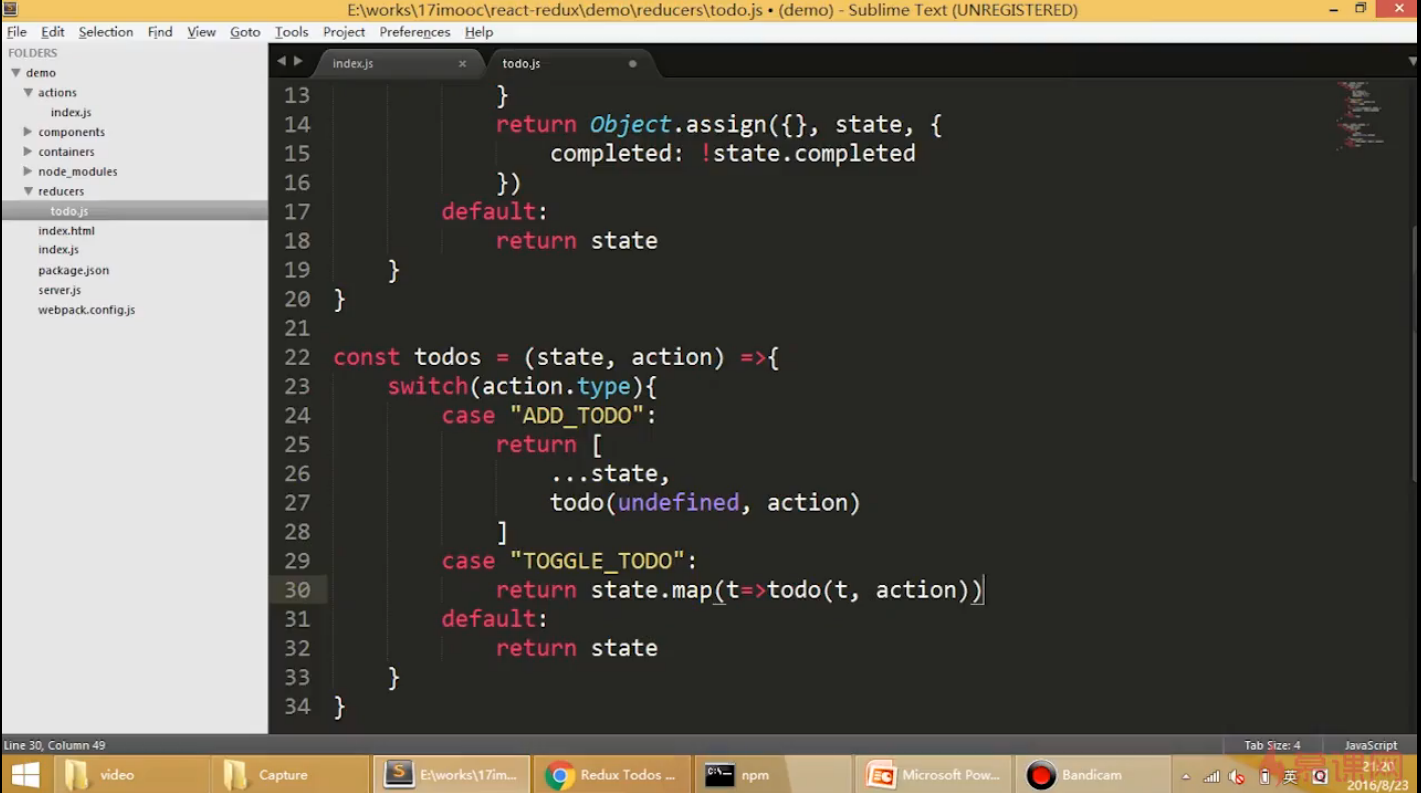 E:\works\17imooc\react-redux\demo\reducers\todo.js • (demo) - Sublime Text (UNREGISTERED)
File Edit Selection Find View Goto Tools Project Preferences Help
FOLDERS
demo
actions
index.js
components
containers
node_modules
reducers
todo.js
index.html
index.js
package.json
server.js
webpack.config.js
index.js × todo.js
13 }
14 return Object.assign({}, state, {
15 completed: !state.completed
16 })
17 default:
18 return state
19 }
20 }
21
22 const todos = (state, action) =>{
23 switch(action.type){
24 case "ADD_TODO":
25 return [
26 ...state,
27 todo(undefined, action)
28 ]
29 case "TOGGLE_TODO":
30 return state.map(t=>todo(t, action))
31 default:
32 return state
33 }
34 }
Line 30, Column 49 Tab Size: 4 JavaScript
video Capture E:\works\17im... Redux Todos ... npm Microsoft Pow... Bandicam 英 21:20
2016/8/23
慕课网